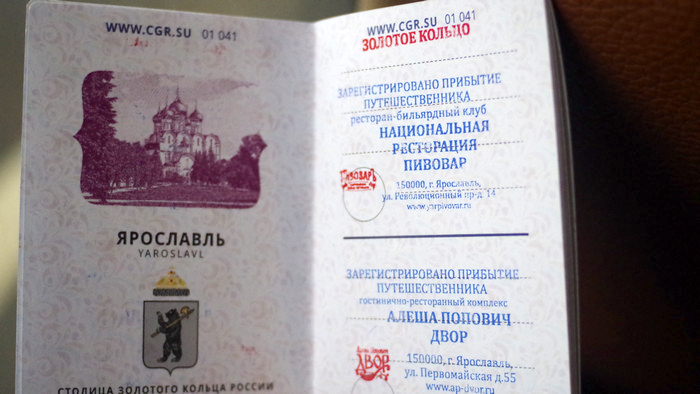 WWW.CGR.SU 01 041
ЯРОСЛАВЛЬ
YAROSLAVL
СТОЛИЦА ЗОЛОТОГО КОЛЬЦА РОССИИ
WWW.CGR.SU 01 041
ЗОЛОТОЕ КОЛЬЦО
ЗАРЕГИСТРИРОВАНО ПРИБЫТИЕ
ПУТЕШЕСТВЕННИКА
ресторан-бильярдный клуб
НАЦИОНАЛЬНАЯ
РЕСТОРАЦИЯ
ПИВОВАР
ПИВОВАРЪ
150000, г. Ярославль,
ул. Революционный пр-д, 14
www.yarpivovar.ru
ЗАРЕГИСТРИРОВАНО ПРИБЫТИЕ
ПУТЕШЕСТВЕННИКА
гостинично-ресторанный комплекс
АЛЕША ПОПОВИЧ
ДВОР
ДВОР
150000, г. Ярославль,
ул. Первомайская д.55
www.ap-dvor.ru